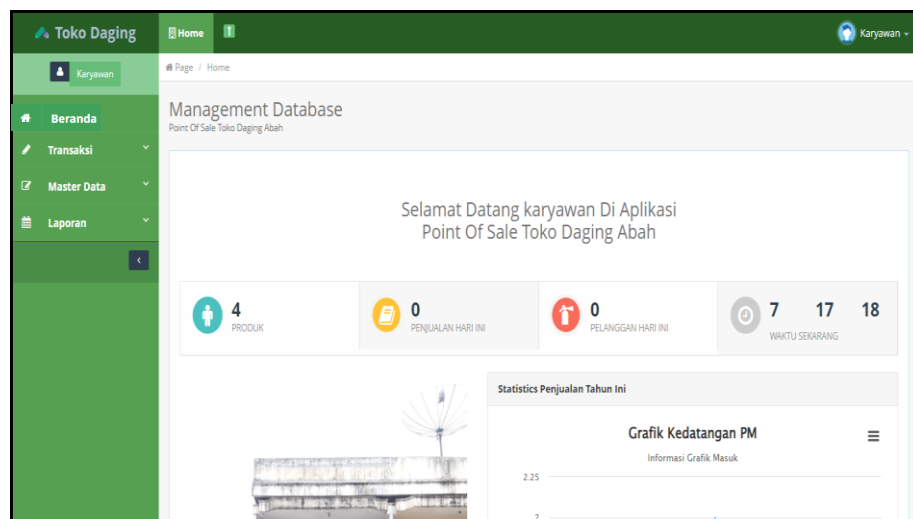 Toko Daging
Home
Karyawan
Karyawan
Page / Home
Beranda
Transaksi
Master Data
Laporan
Management Database
Point Of Sale Toko Daging Abah
Selamat Datang karyawan Di Aplikasi
Point Of Sale Toko Daging Abah
4
PRODUK
0
PENJUALAN HARI INI
0
PELANGGAN HARI INI
7 17 18
WAKTU SEKARANG
Statistics Penjualan Tahun Ini
Grafik Kedatangan PM
Informasi Grafik Masuk
2.25
2